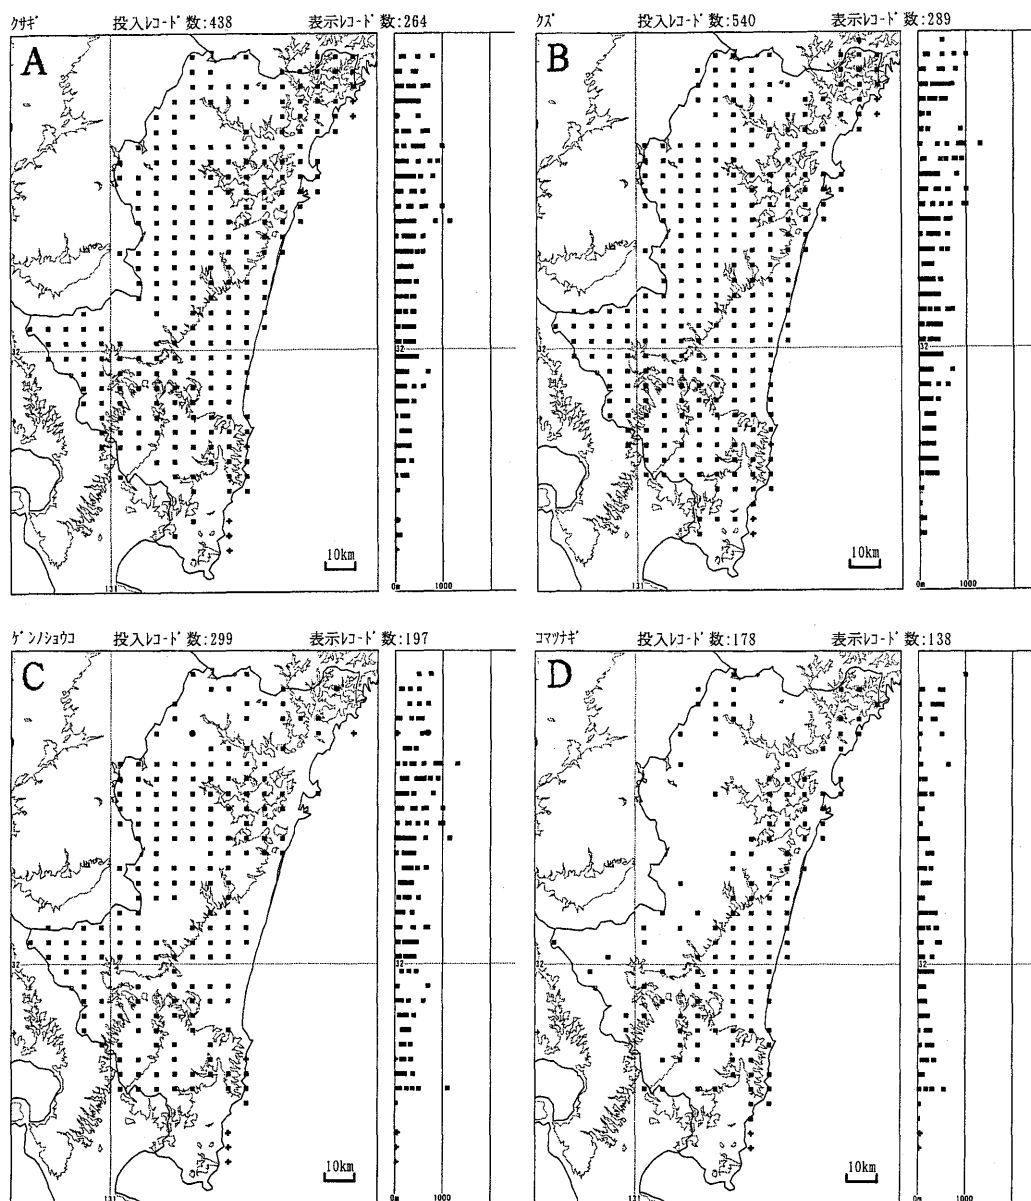 クサギ 投入レコード数:438 表示レコード数:264
A
32
10km
131
0m 1000
クズ 投入レコード数:540 表示レコード数:289
B
32
10km
131
0m 1000
ゲンノショウコ 投入レコード数:299 表示レコード数:197
C
32
10km
131
0m 1000
コマツナギ 投入レコード数:178 表示レコード数:138
D
32
10km
131
0m 1000